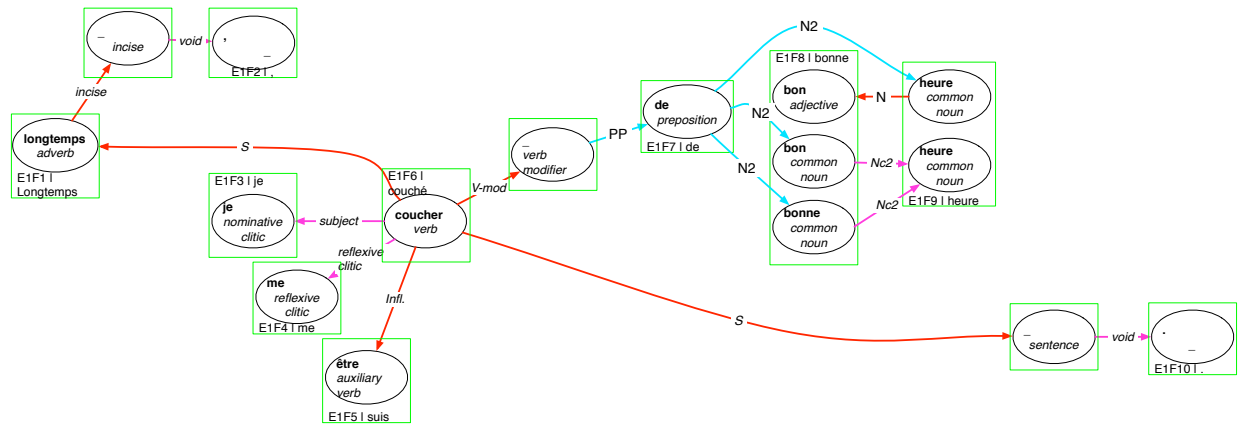 _
incise
void
,
_
E1F2 | ,
incise
longtemps
adverb
E1F1 |
Longtemps
S
E1F3 | je
je
nominative
clitic
subject
E1F6 |
couché
coucher
verb
reflexive
clitic
me
reflexive
clitic
E1F4 | me
Infl.
être
auxiliary
verb
E1F5 | suis
V-mod
_
verb
modifier
PP
de
preposition
E1F7 | de
N2
N2
N2
E1F8 | bonne
bon
adjective
N
heure
common
noun
bon
common
noun
Nc2
heure
common
noun
E1F9 | heure
bonne
common
noun
Nc2
S
_
sentence
void
.
_
E1F10 | .